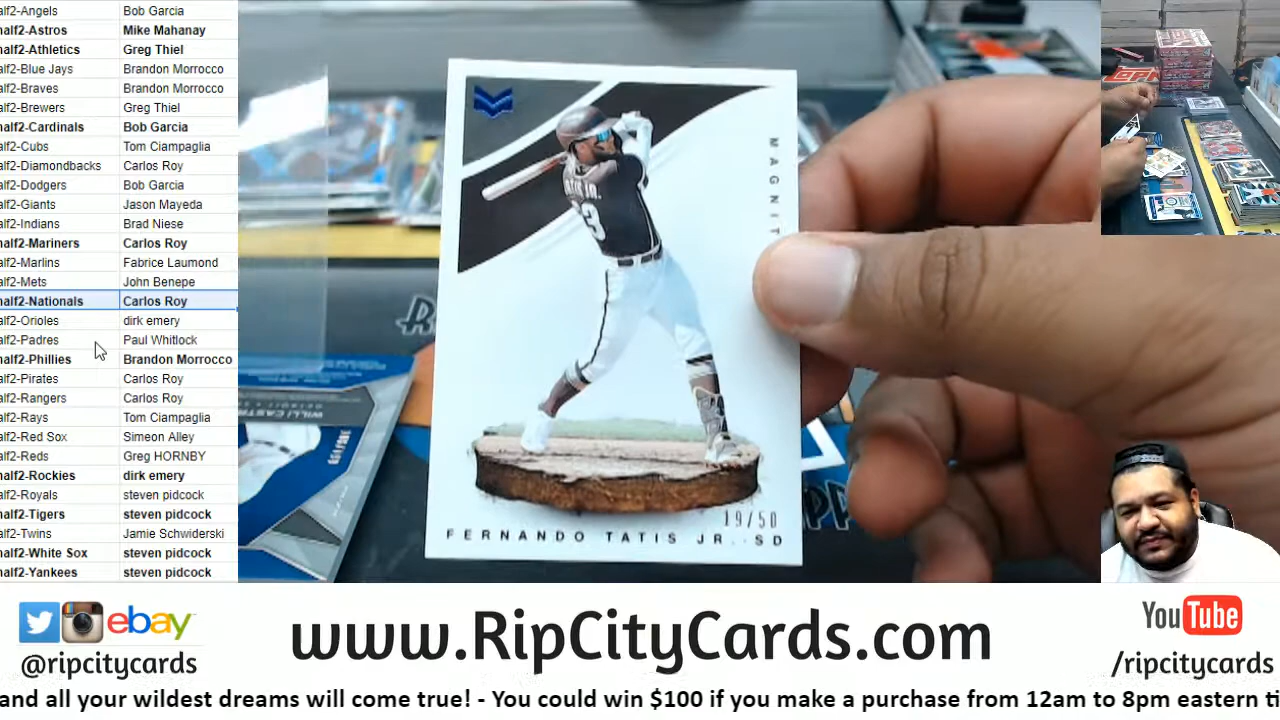 alf2-Angels Bob Garcia
half2-Astros Mike Mahanay
half2-Athletics Greg Thiel
alf2-Blue Jays Brandon Morrocco
alf2-Braves Brandon Morrocco
alf2-Brewers Greg Thiel
half2-Cardinals Bob Garcia
alf2-Cubs Tom Ciampaglia
alf2-Diamondbacks Carlos Roy
alf2-Dodgers Bob Garcia
alf2-Giants Jason Mayeda
alf2-Indians Brad Niese
half2-Mariners Carlos Roy
alf2-Marlins Fabrice Laumond
alf2-Mets John Benepe
half2-Nationals Carlos Roy
alf2-Orioles dirk emery
alf2-Padres Paul Whitlock
half2-Phillies Brandon Morrocco
alf2-Pirates Carlos Roy
alf2-Rangers Carlos Roy
alf2-Rays Tom Ciampaglia
alf2-Red Sox Simeon Alley
alf2-Reds Greg HORNBY
half2-Rockies dirk emery
alf2-Royals steven pidcock
half2-Tigers steven pidcock
alf2-Twins Jamie Schwiderski
half2-White Sox steven pidcock
half2-Yankees steven pidcock
MAGNIT
19/50
FERNANDO TATIS JR. · SD
WILLI CAST
ebay
@ripcitycards
www.RipCityCards.com
YouTube
/ripcitycards
and all your wildest dreams will come true! - You could win $100 if you make a purchase from 12am to 8pm eastern ti